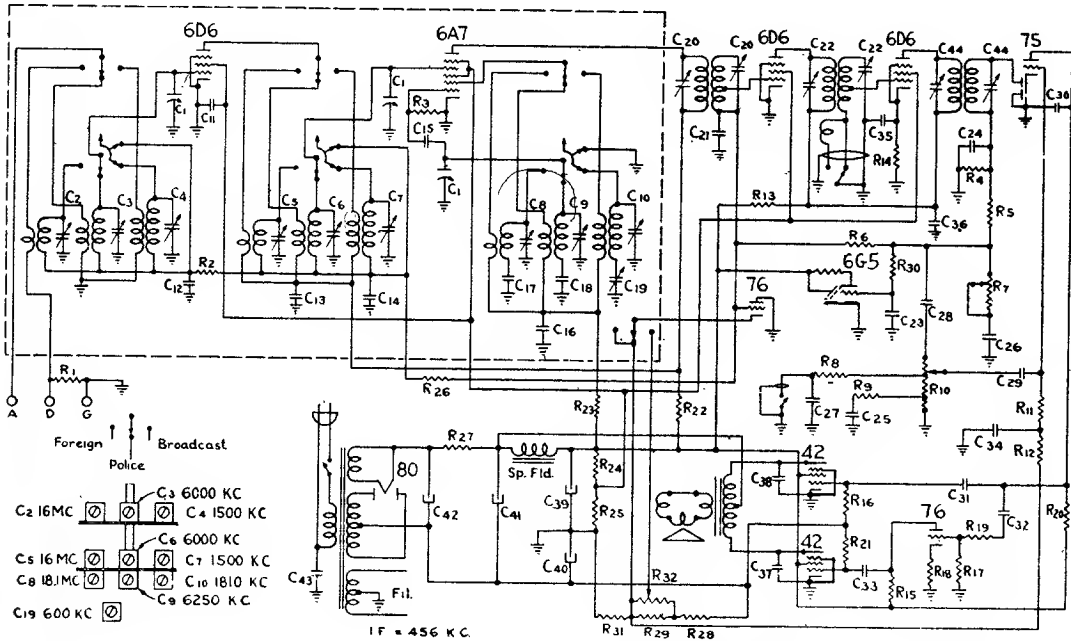 6D6
6A7
C20
C20
6D6
C22
C22
6D6
C44
C44
75
C1
C11
C1
R3
C15
C1
C21
C35
R14
C24
R4
C30
C2
C3
C4
C5
C6
C7
C8
C9
C10
R13
C36
R5
R2
C12
C13
C14
C17
C18
C19
C16
R6
6G5
R30
76
C23
C28
R7
C26
R1
A
D
G
R26
R23
R22
R8
R9
R10
C27
C25
C29
R11
C34
R12
Foreign
Broadcast
Police
R27
80
Sp. Fld.
R24
R25
C42
C41
C39
C40
C38
42
R16
C31
C32
R20
42
R21
76
R19
C37
C33
R18
R17
R15
C3 6000 KC
C2 16MC
C4 1500 KC
C6 6000 KC
C5 16MC
C7 1500 KC
C8 18.1MC
C10 1810 KC
C9 6250 KC
C19 600 KC
C43
Fil.
R32
R31
R29
R28
IF = 456 KC.